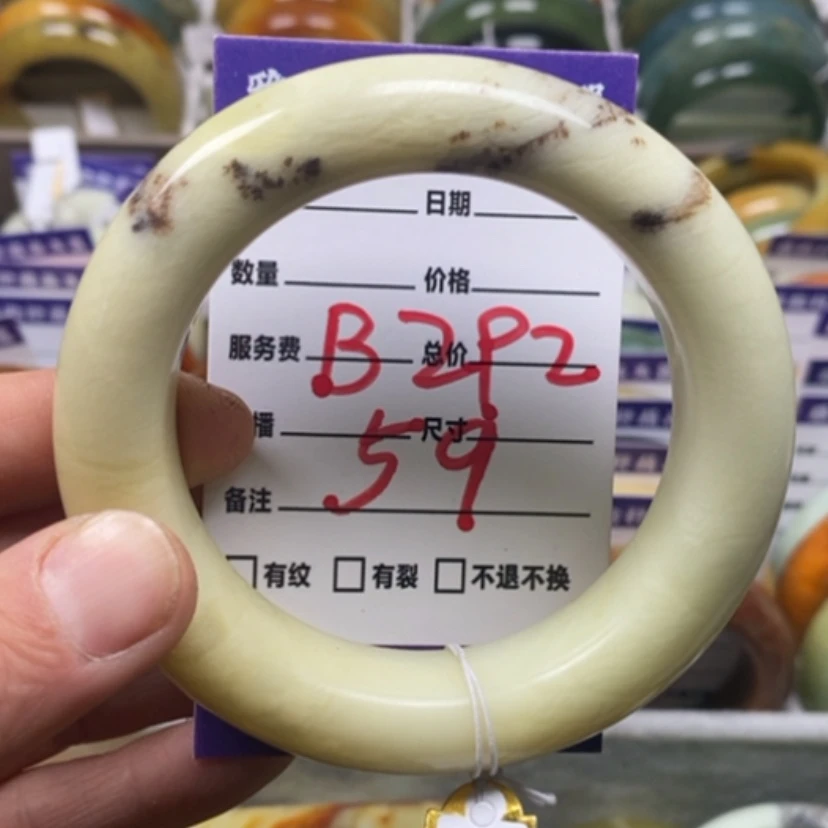 日期
数量 价格
服务费 总价
B2P2
播 尺寸
59
备注
有纹 有裂 不退不换